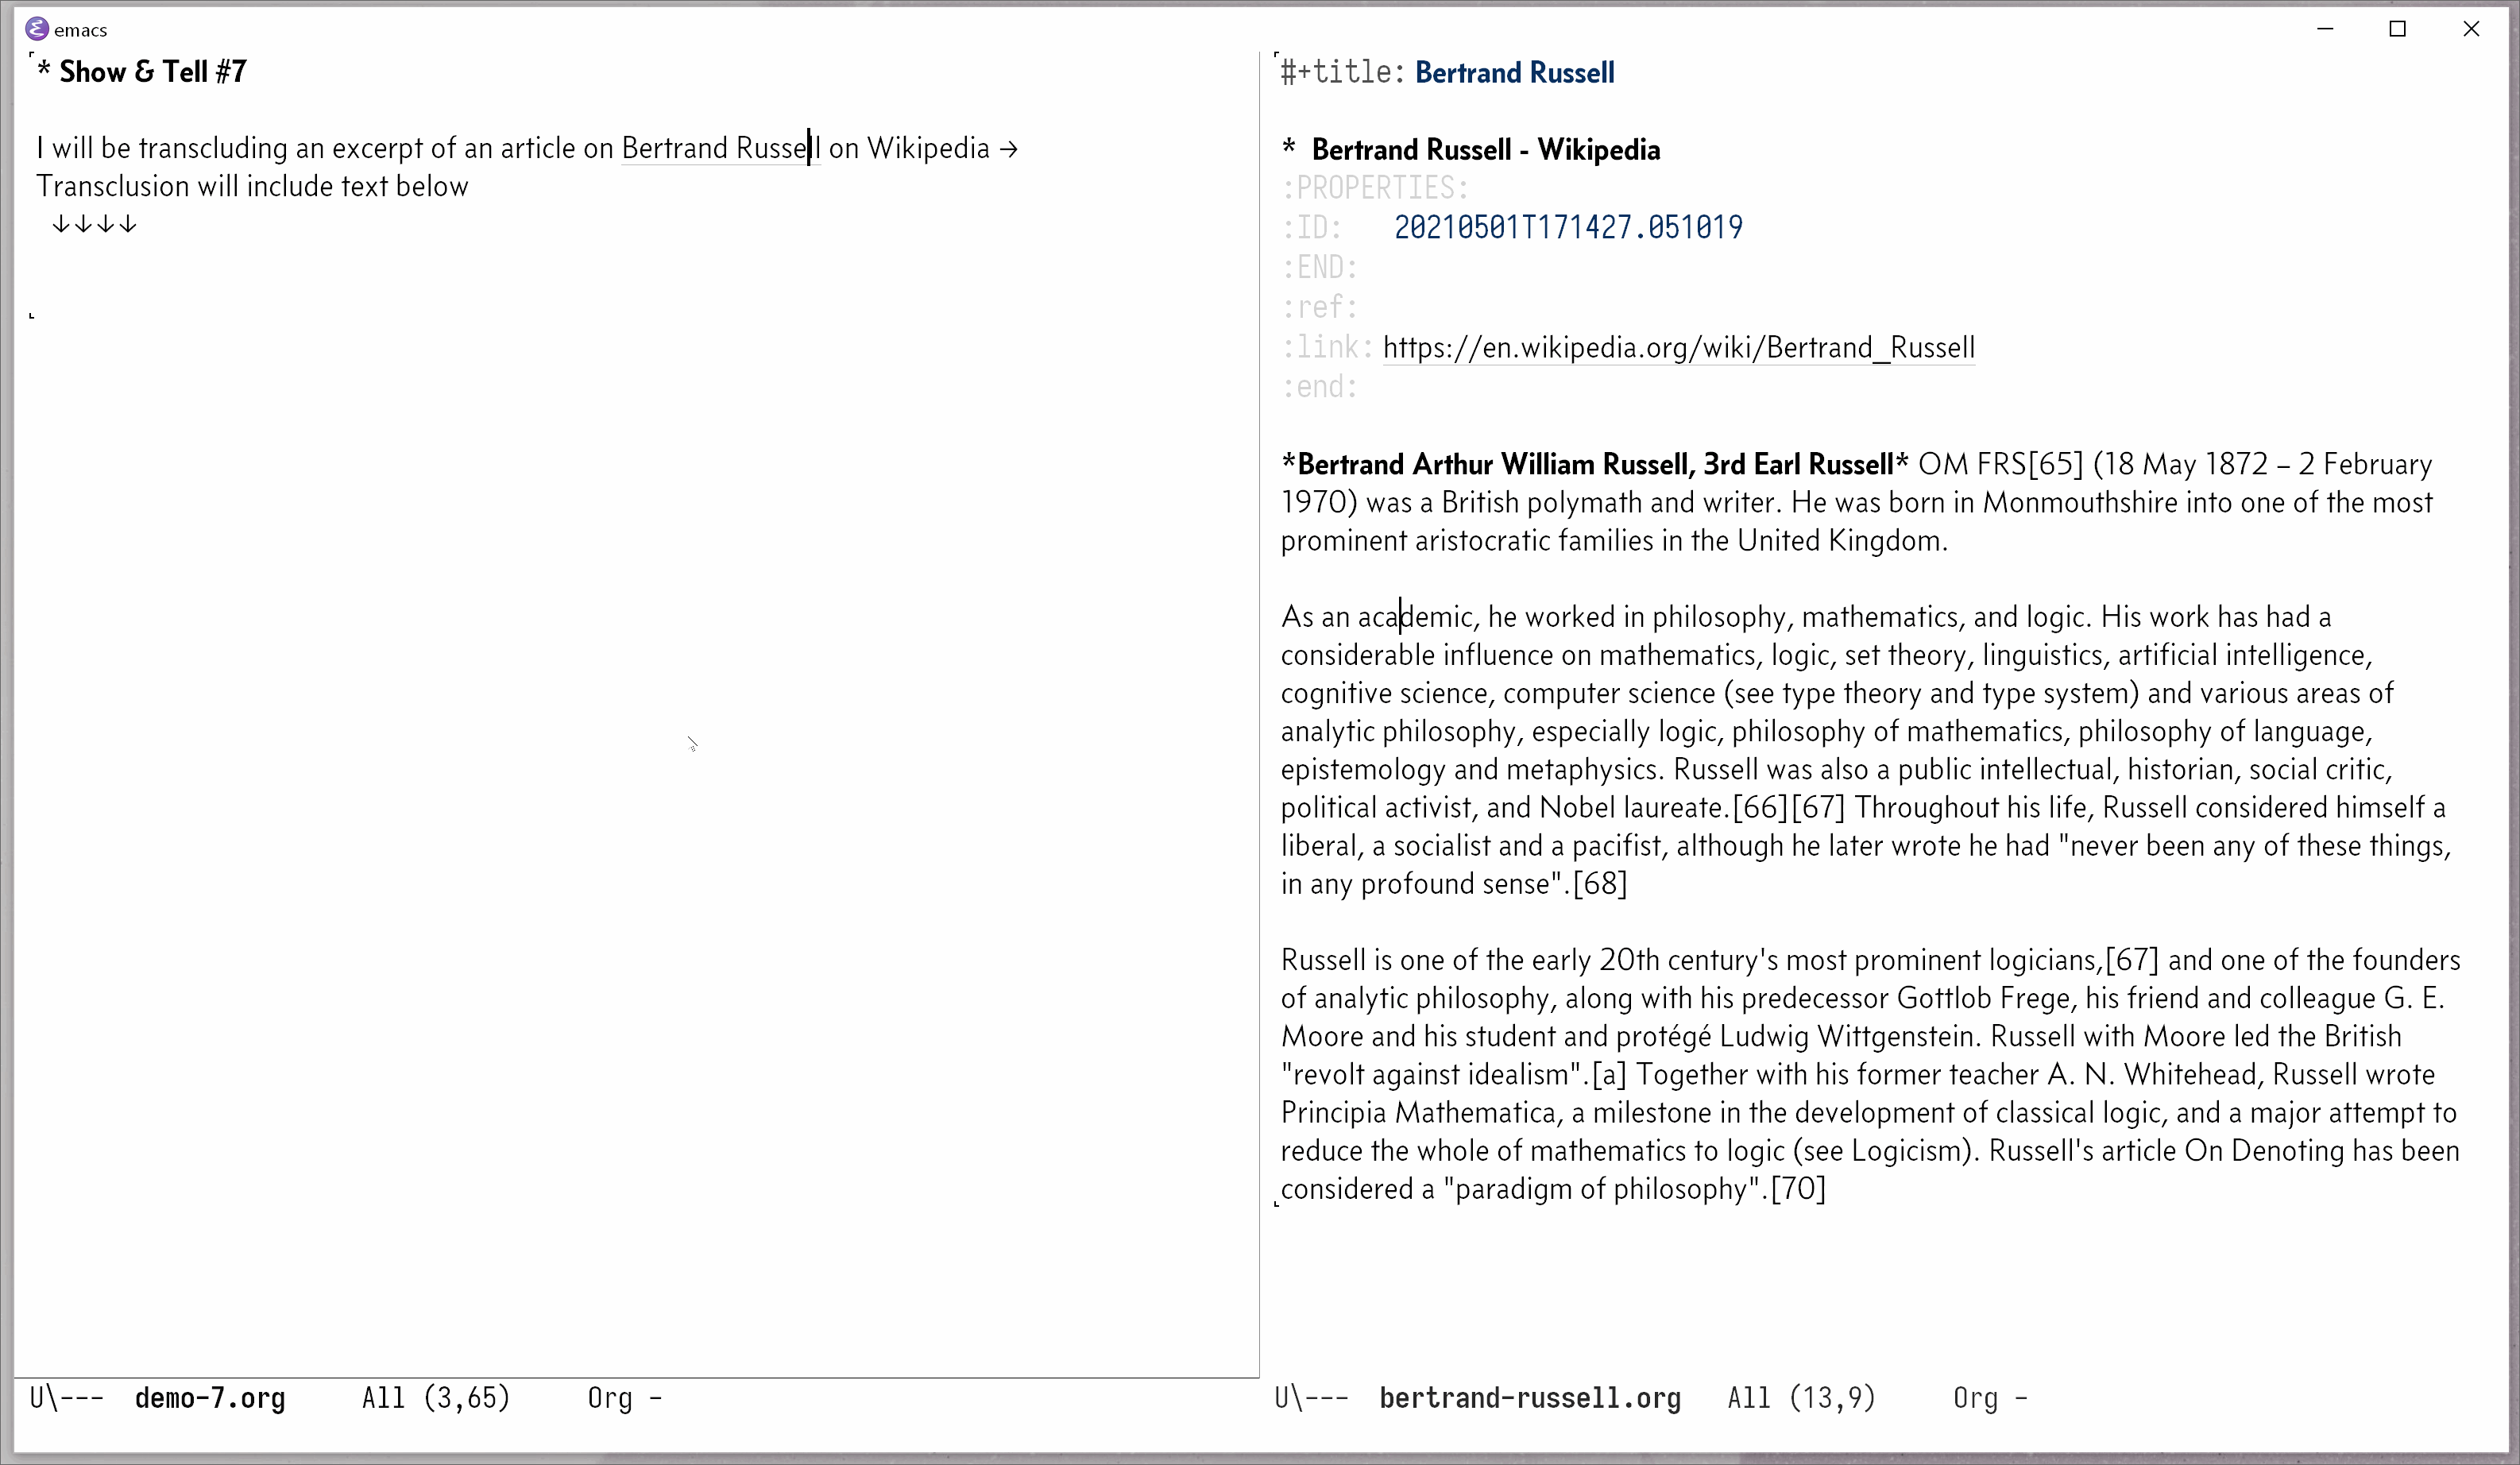 emacs
* Show & Tell #7
I will be transcluding an excerpt of an article on Bertrand Russell on Wikipedia →
Transclusion will include text below
↓↓↓↓
U\--- demo-7.org All (3,65) Org -
#+title: Bertrand Russell
* Bertrand Russell - Wikipedia
:PROPERTIES:
:ID: 20210501T171427.051019
:END:
:ref:
:link: https://en.wikipedia.org/wiki/Bertrand_Russell
:end:
*Bertrand Arthur William Russell, 3rd Earl Russell* OM FRS[65] (18 May 1872 – 2 February
1970) was a British polymath and writer. He was born in Monmouthshire into one of the most
prominent aristocratic families in the United Kingdom.
As an academic, he worked in philosophy, mathematics, and logic. His work has had a
considerable influence on mathematics, logic, set theory, linguistics, artificial intelligence,
cognitive science, computer science (see type theory and type system) and various areas of
analytic philosophy, especially logic, philosophy of mathematics, philosophy of language,
epistemology and metaphysics. Russell was also a public intellectual, historian, social critic,
political activist, and Nobel laureate.[66][67] Throughout his life, Russell considered himself a
liberal, a socialist and a pacifist, although he later wrote he had "never been any of these things,
in any profound sense".[68]
Russell is one of the early 20th century's most prominent logicians,[67] and one of the founders
of analytic philosophy, along with his predecessor Gottlob Frege, his friend and colleague G. E.
Moore and his student and protégé Ludwig Wittgenstein. Russell with Moore led the British
"revolt against idealism".[a] Together with his former teacher A. N. Whitehead, Russell wrote
Principia Mathematica, a milestone in the development of classical logic, and a major attempt to
reduce the whole of mathematics to logic (see Logicism). Russell's article On Denoting has been
considered a "paradigm of philosophy".[70]
U\--- bertrand-russell.org All (13,9) Org -